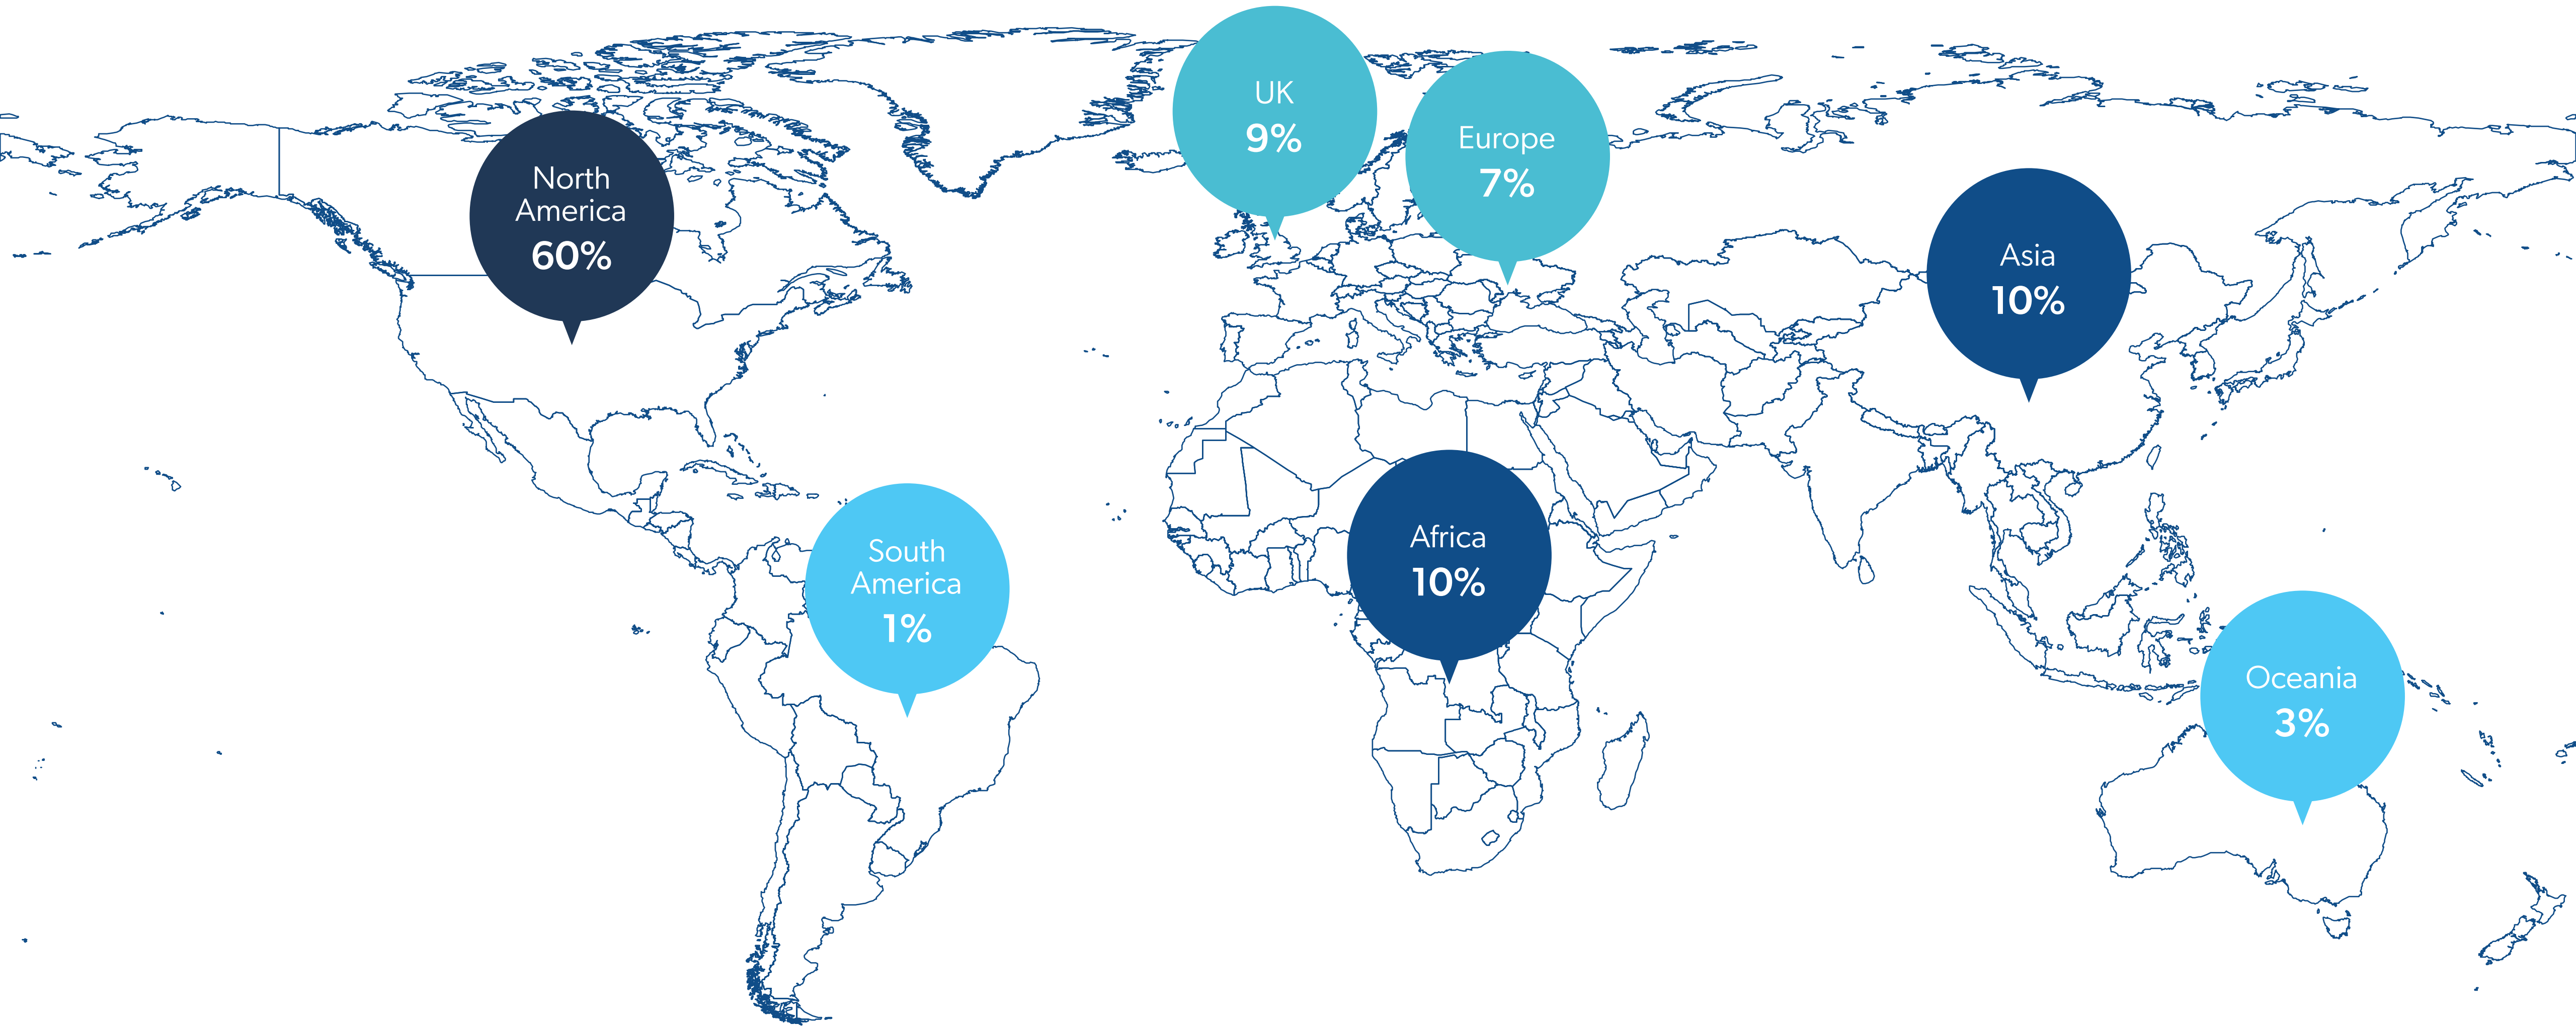 UK
9%
Europe
7%
North
America
60%
Asia
10%
South
America
1%
Africa
10%
Oceania
3%